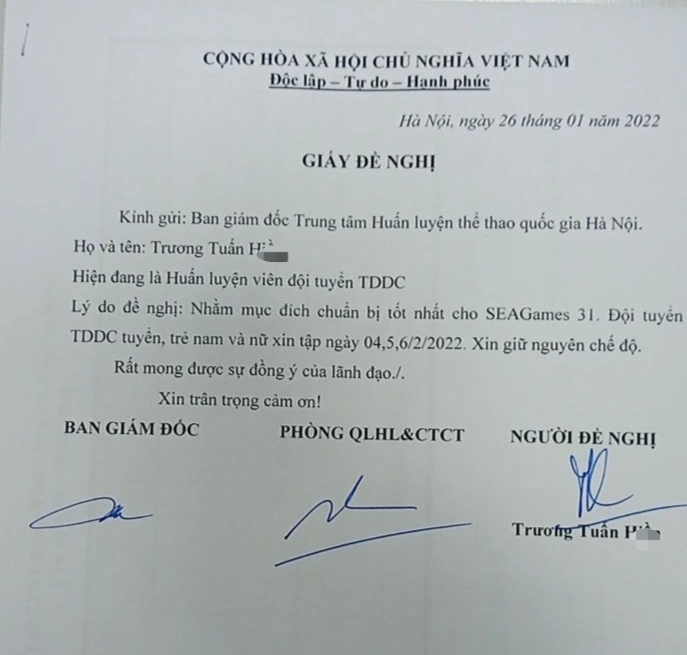 CỘNG HÒA XÃ HỘI CHỦ NGHĨA VIỆT NAM
Độc lập – Tự do – Hạnh phúc
Hà Nội, ngày 26 tháng 01 năm 2022
GIẤY ĐỀ NGHỊ
Kính gửi: Ban giám đốc Trung tâm Huấn luyện thể thao quốc gia Hà Nội.
Họ và tên: Trương Tuấn
Hiện đang là Huấn luyện viên đội tuyển TDDC
Lý do đề nghị: Nhằm mục đích chuẩn bị tốt nhất cho SEAGames 31. Đội tuyển
TDDC tuyển, trẻ nam và nữ xin tập ngày 04,5,6/2/2022. Xin giữ nguyên chế độ.
Rất mong được sự đồng ý của lãnh đạo./.
Xin trân trọng cảm ơn!
BAN GIÁM ĐỐC PHÒNG QLHL&CTCT NGƯỜI ĐỀ NGHỊ
Trương Tuấn